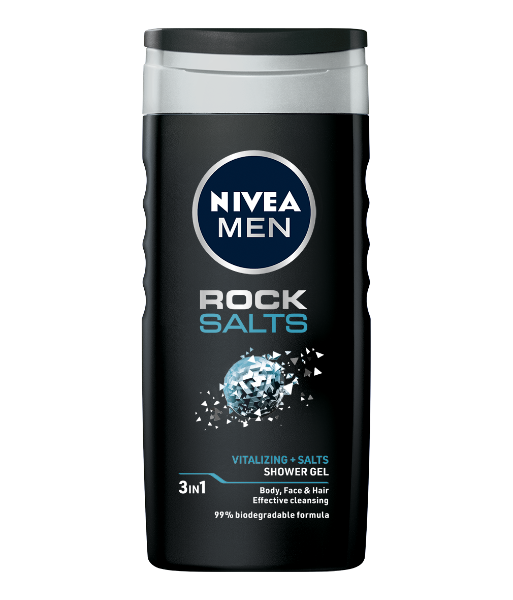 NIVEA
MEN
ROCK
SALTS
VITALIZING + SALTS
SHOWER GEL
3IN1
Body, Face & Hair
Effective cleansing
99% biodegradable formula